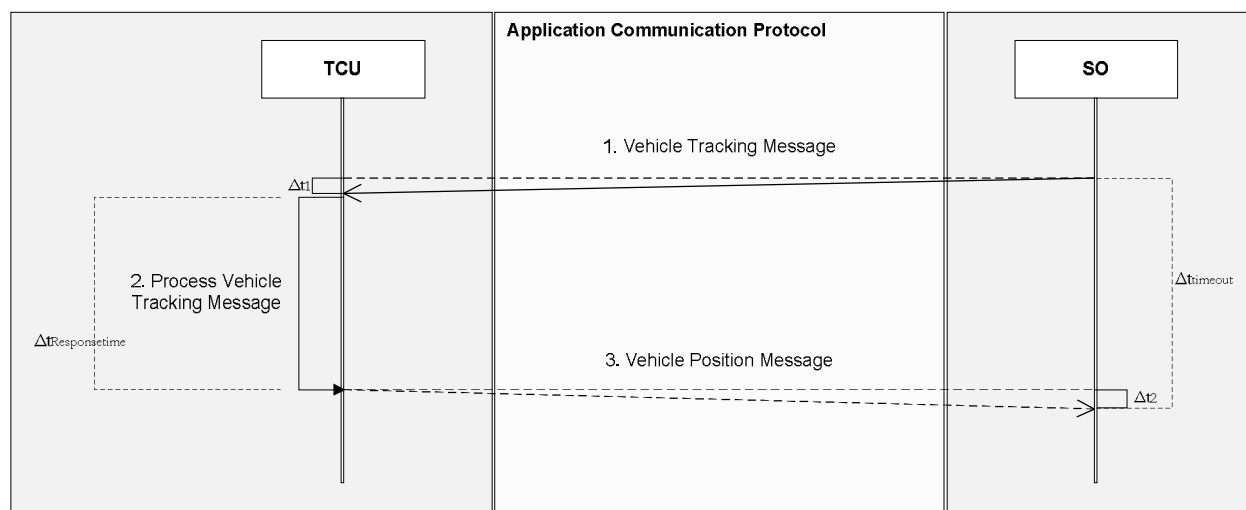 Application Communication Protocol
TCU
SO
1. Vehicle Tracking Message
Δt1
2. Process Vehicle
Tracking Message
Δttimeout
ΔtResponsetime
3. Vehicle Position Message
Δt2